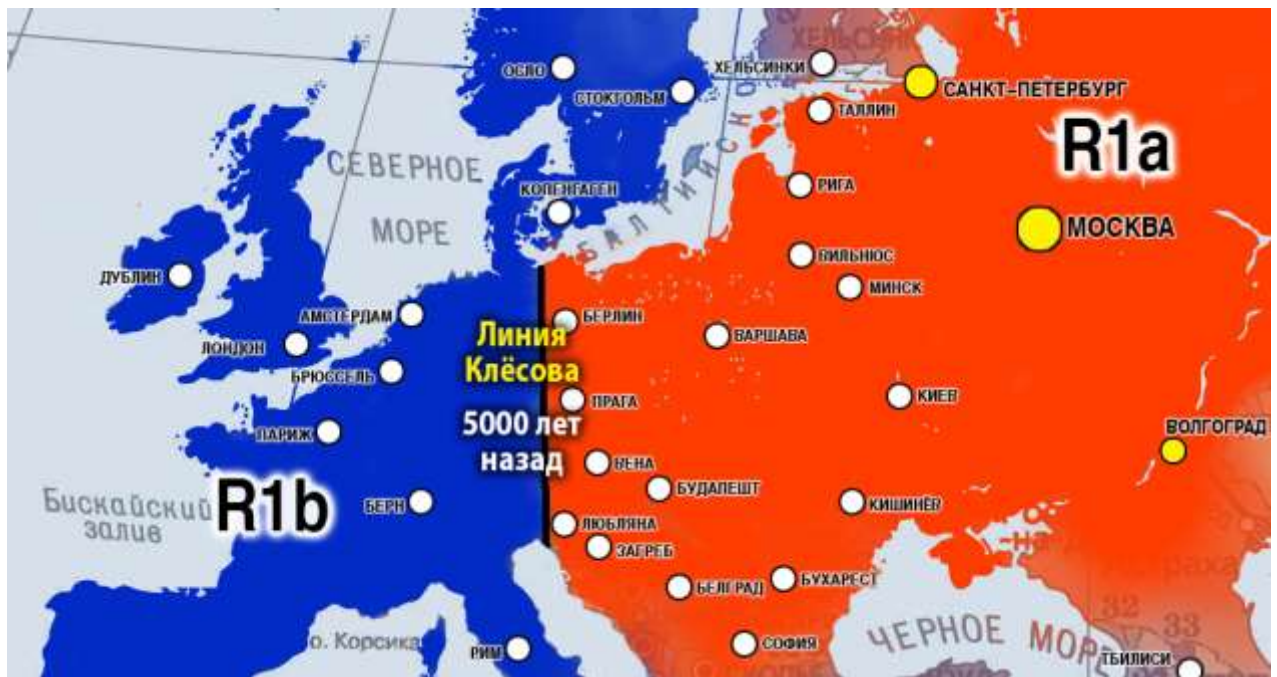 ОСЛО
СТОКГОЛЬМ
ХЕЛЬСИНКИ
САНКТ-ПЕТЕРБУРГ
ТАЛЛИН
R1a
СЕВЕРНОЕ
МОРЕ
КОПЕНГАГЕН
РИГА
МОСКВА
ДУБЛИН
ВИЛЬНЮС
МИНСК
АМСТЕРДАМ
ЛОНДОН
БРЮССЕЛЬ
Линия
Клёсова
5000 лет
назад
БЕРЛИН
ВАРШАВА
ПРАГА
КИЕВ
ПАРИЖ
ВОЛГОГРАД
ВЕНА
БУДАПЕШТ
Бискайский
залив
R1b
БЕРН
ЛЮБЛЯНА
ЗАГРЕБ
КИШИНЁВ
БЕЛГРАД
БУХАРЕСТ
о. Корсика
РИМ
СОФИЯ
ЧЕРНОЕ МОРЕ
ТБИЛИСИ
32
33